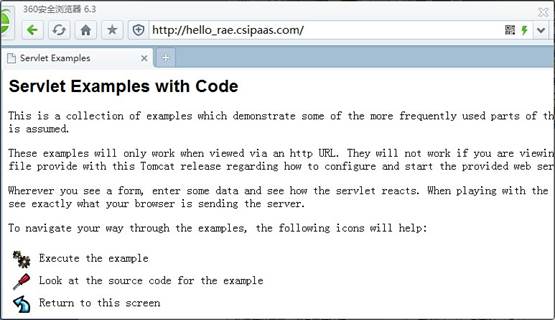 360安全浏览器 6.3
http://hello_rae.csipaas.com/
Servlet Examples
Servlet Examples with Code
This is a collection of examples which demonstrate some of the more frequently used parts of th
is assumed.
These examples will only work when viewed via an http URL. They will not work if you are viewin
file provide with this Tomcat release regarding how to configure and start the provided web ser
Wherever you see a form, enter some data and see how the servlet reacts. When playing with the
see exactly what your browser is sending the server.
To navigate your way through the examples, the following icons will help:
Execute the example
Look at the source code for the example
Return to this screen